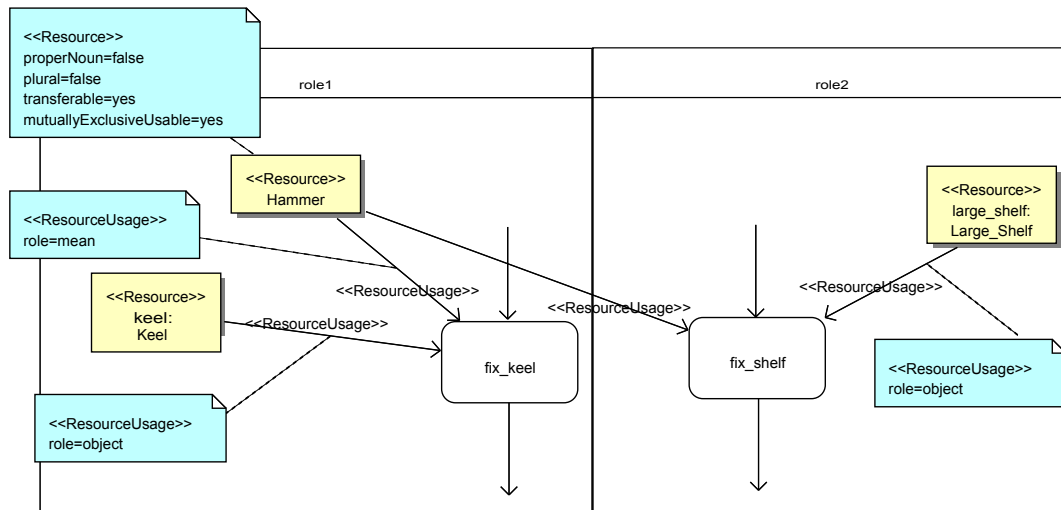 <<Resource>>
properNoun=false
plural=false
transferable=yes
mutuallyExclusiveUsable=yes
role1
role2
<<Resource>>
Hammer
<<Resource>>
large_shelf:
Large_Shelf
<<ResourceUsage>>
role=mean
<<ResourceUsage>>
<<ResourceUsage>>
<<ResourceUsage>>
<<Resource>>
keel:
Keel
<<ResourceUsage>>
fix_keel
fix_shelf
<<ResourceUsage>>
role=object
<<ResourceUsage>>
role=object